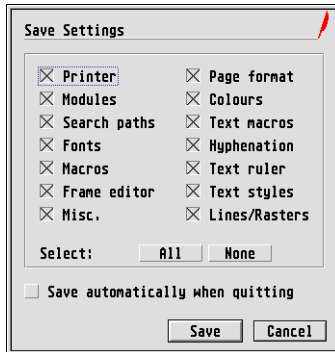 Save Settings
Printer
Page format
Modules
Colours
Search paths
Text macros
Fonts
Hyphenation
Macros
Text ruler
Frame editor
Text styles
Misc.
Lines/Rasters
Select: All None
Save automatically when quitting
Save Cancel